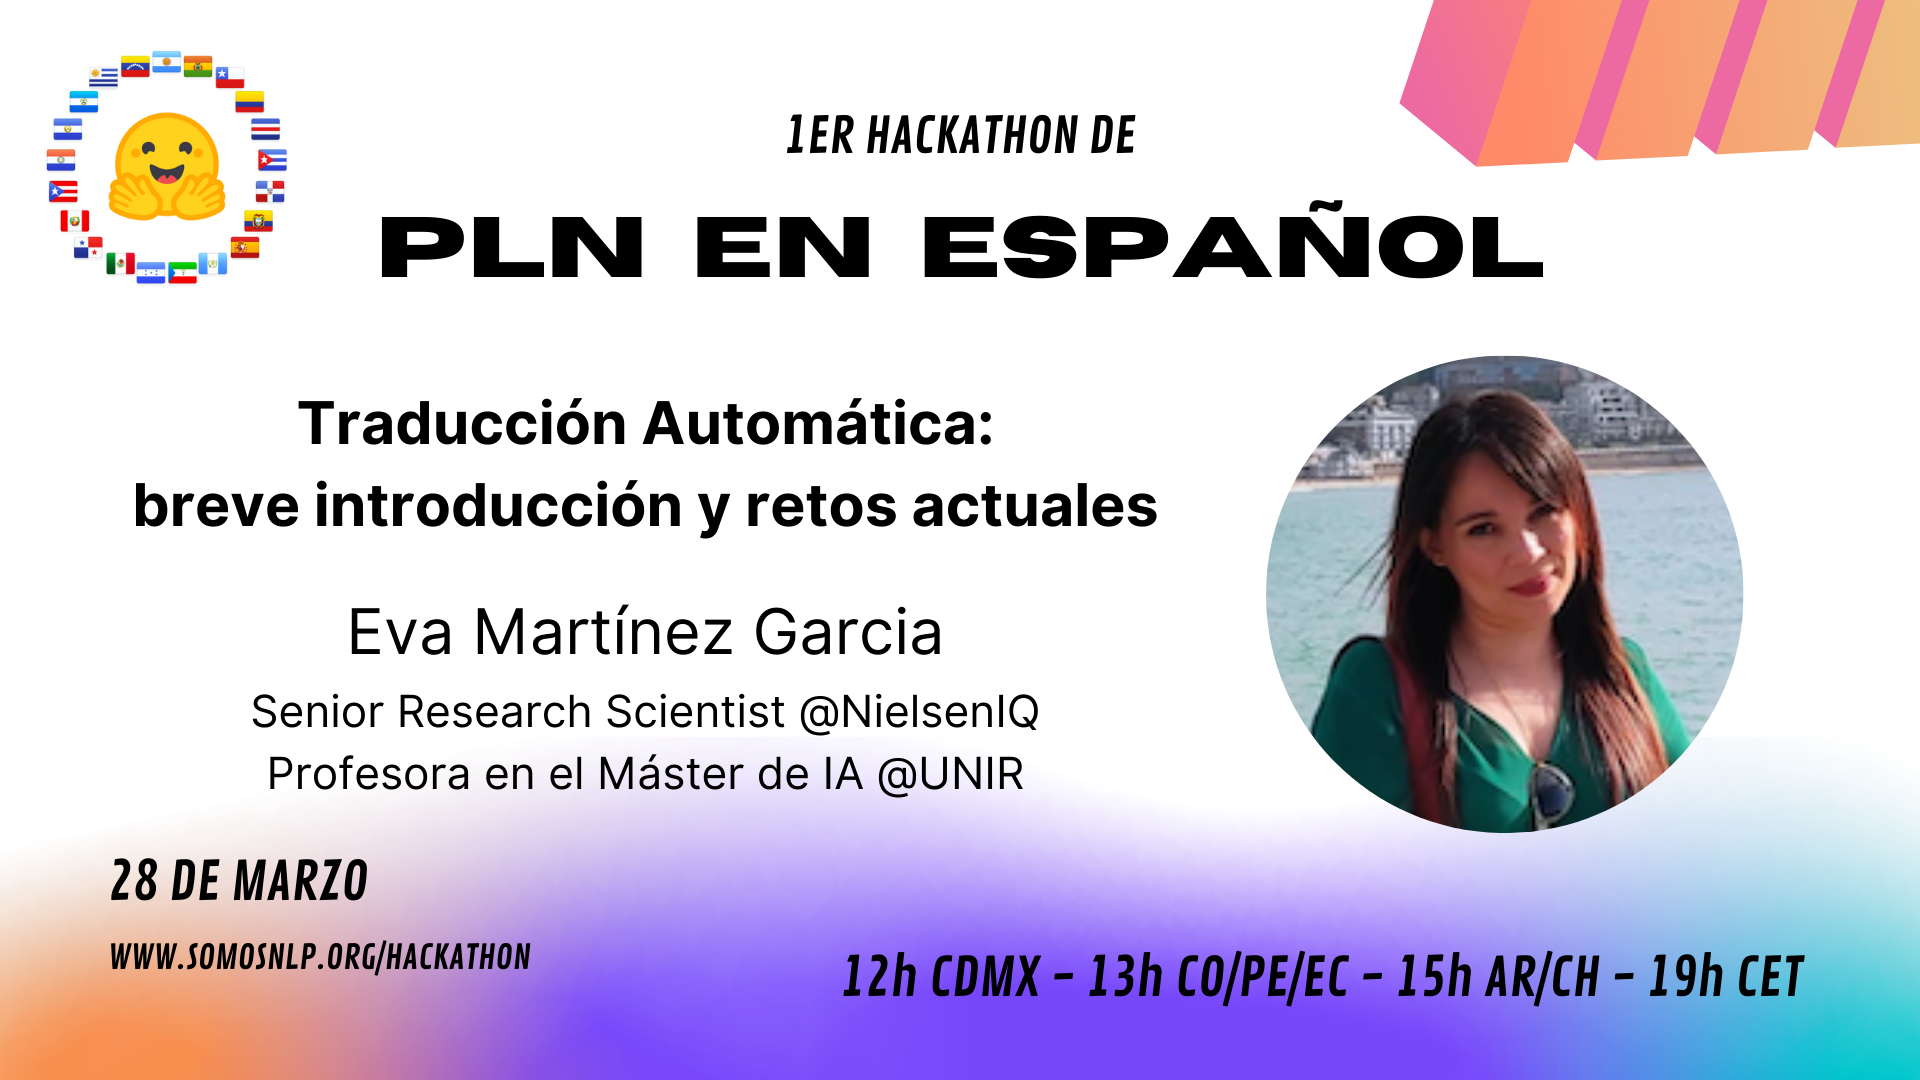 1ER HACKATHON DE
PLN EN ESPAÑOL
Traducción Automática:
breve introducción y retos actuales
Eva Martínez Garcia
Senior Research Scientist @NielsenIQ
Profesora en el Máster de IA @UNIR
28 DE MARZO
WWW.SOMOSNLP.ORG/HACKATHON
12h CDMX - 13h CO/PE/EC - 15h AR/CH - 19h CET